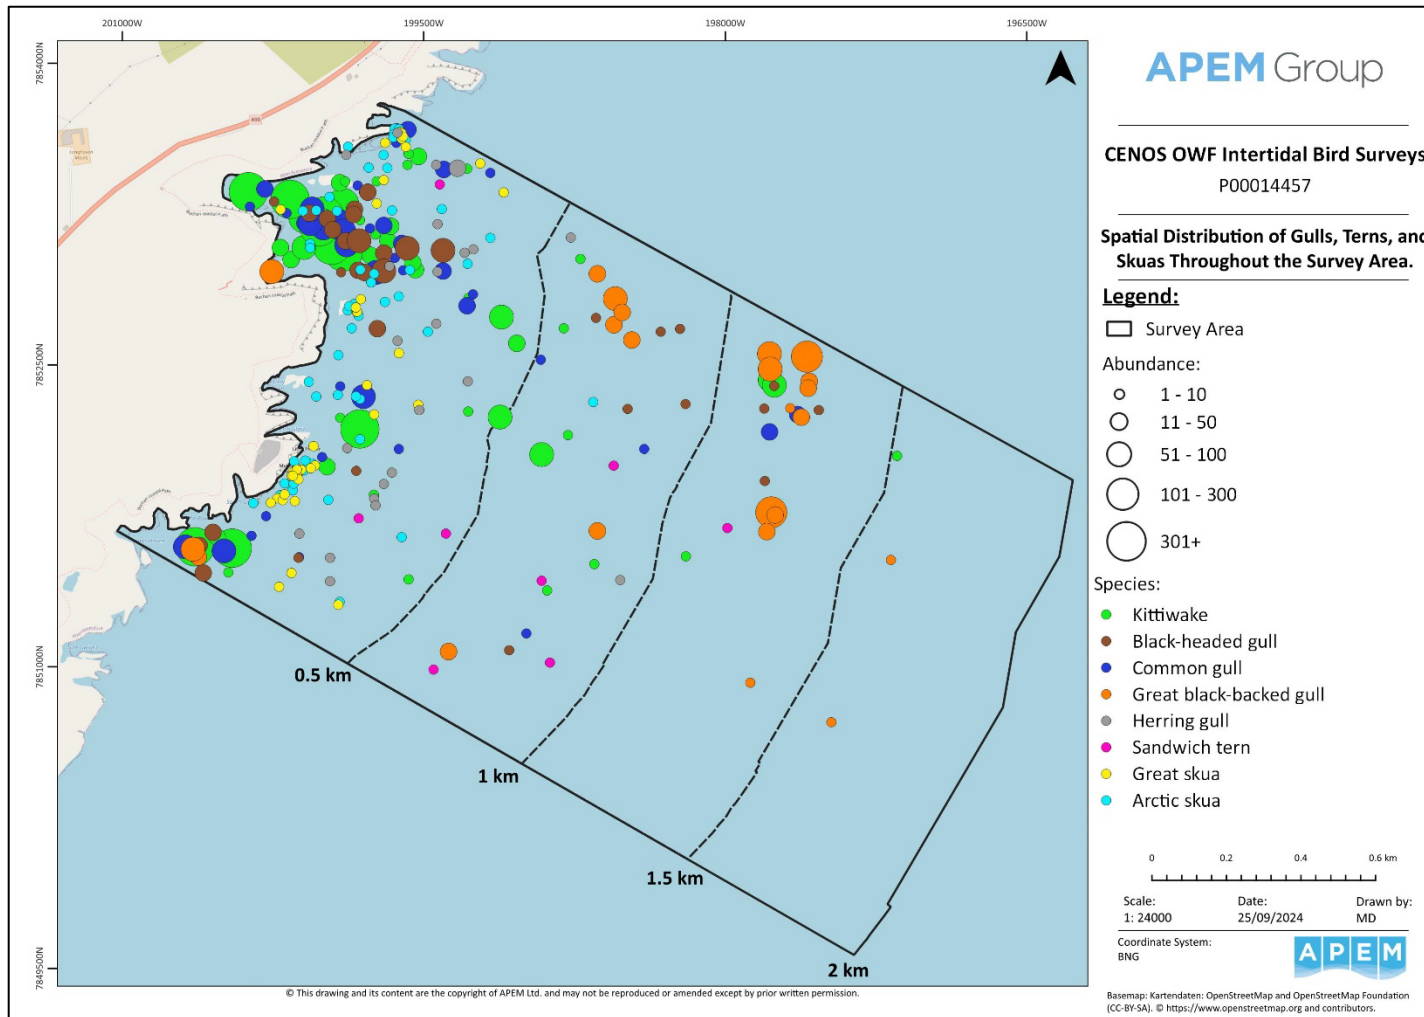 201000W
199500W
198000W
196500W
7854000N
7852500N
7851000N
7849500N
0.5 km
1 km
1.5 km
2 km
© This drawing and its content are the copyright of APEM Ltd. and may not be reproduced or amended except by prior written permission.
APEM Group
CENOS OWF Intertidal Bird Surveys
P00014457
Spatial Distribution of Gulls, Terns, and
Skuas Throughout the Survey Area.
Legend:
Survey Area
Abundance:
1 - 10
11 - 50
51 - 100
101 - 300
301+
Species:
Kittiwake
Black-headed gull
Common gull
Great black-backed gull
Herring gull
Sandwich tern
Great skua
Arctic skua
0 0.2 0.4 0.6 km
Scale: Date: Drawn by:
1: 24000 25/09/2024 MD
Coordinate System:
BNG
APEM
Basemap: Kartendaten: OpenStreetMap and OpenStreetMap Foundation
(CC-BY-SA). © https://www.openstreetmap.org and contributors.